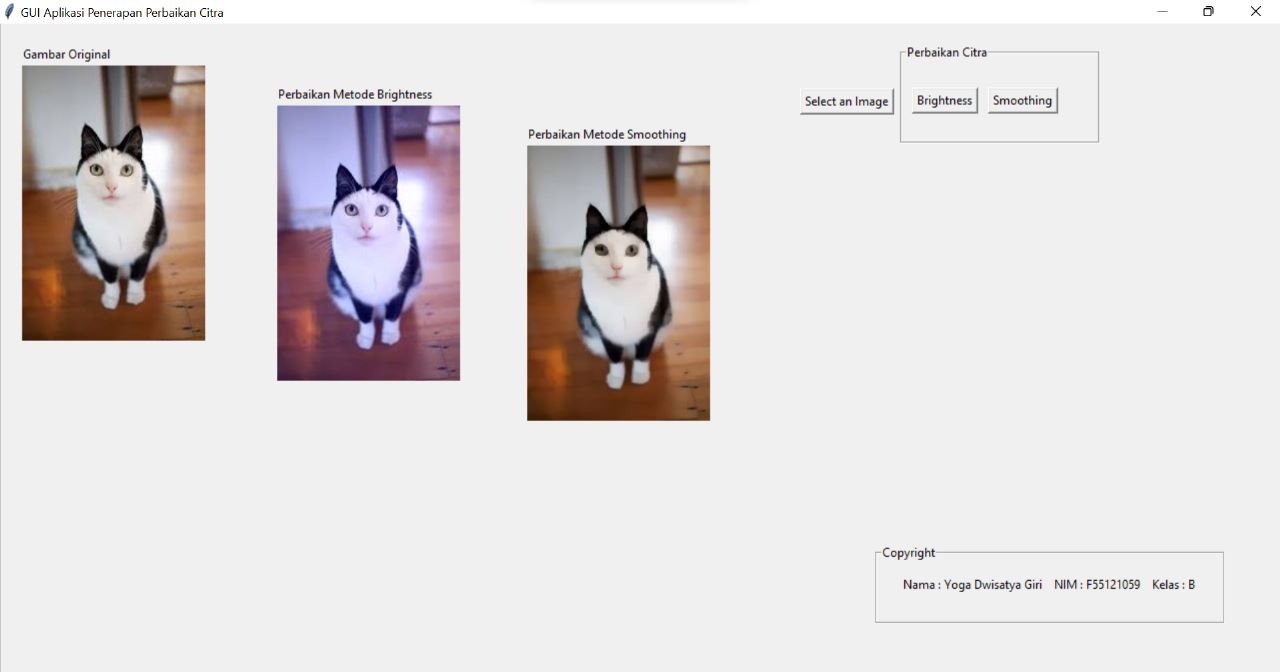 GUI Aplikasi Penerapan Perbaikan Citra
Gambar Original
Perbaikan Metode Brightness
Perbaikan Metode Smoothing
Select an Image
Perbaikan Citra
Brightness
Smoothing
Copyright
Nama : Yoga Dwisatya Giri NIM : F55121059 Kelas : B